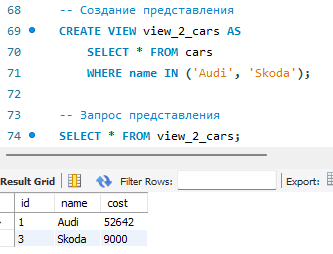 68 -- Создание представления
69 CREATE VIEW view_2_cars AS
70 SELECT * FROM cars
71 WHERE name IN ('Audi', 'Skoda');
72
73 -- Запрос представления
74 SELECT * FROM view_2_cars;
Result Grid Filter Rows: Export:
id name cost
1 Audi 52642
3 Skoda 9000